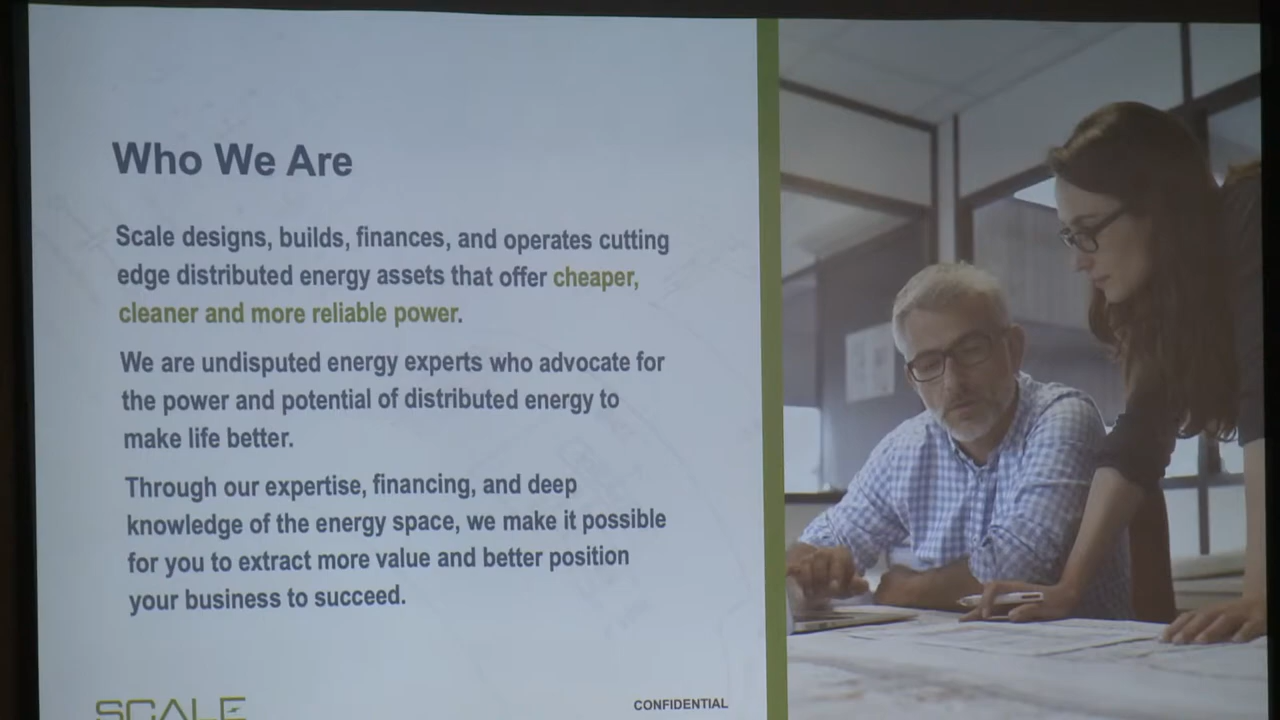 Who We Are
Scale designs, builds, finances, and operates cutting
edge distributed energy assets that offer cheaper,
cleaner and more reliable power.
We are undisputed energy experts who advocate for
the power and potential of distributed energy to
make life better.
Through our expertise, financing, and deep
knowledge of the energy space, we make it possible
for you to extract more value and better position
your business to succeed.
SCALE
CONFIDENTIAL